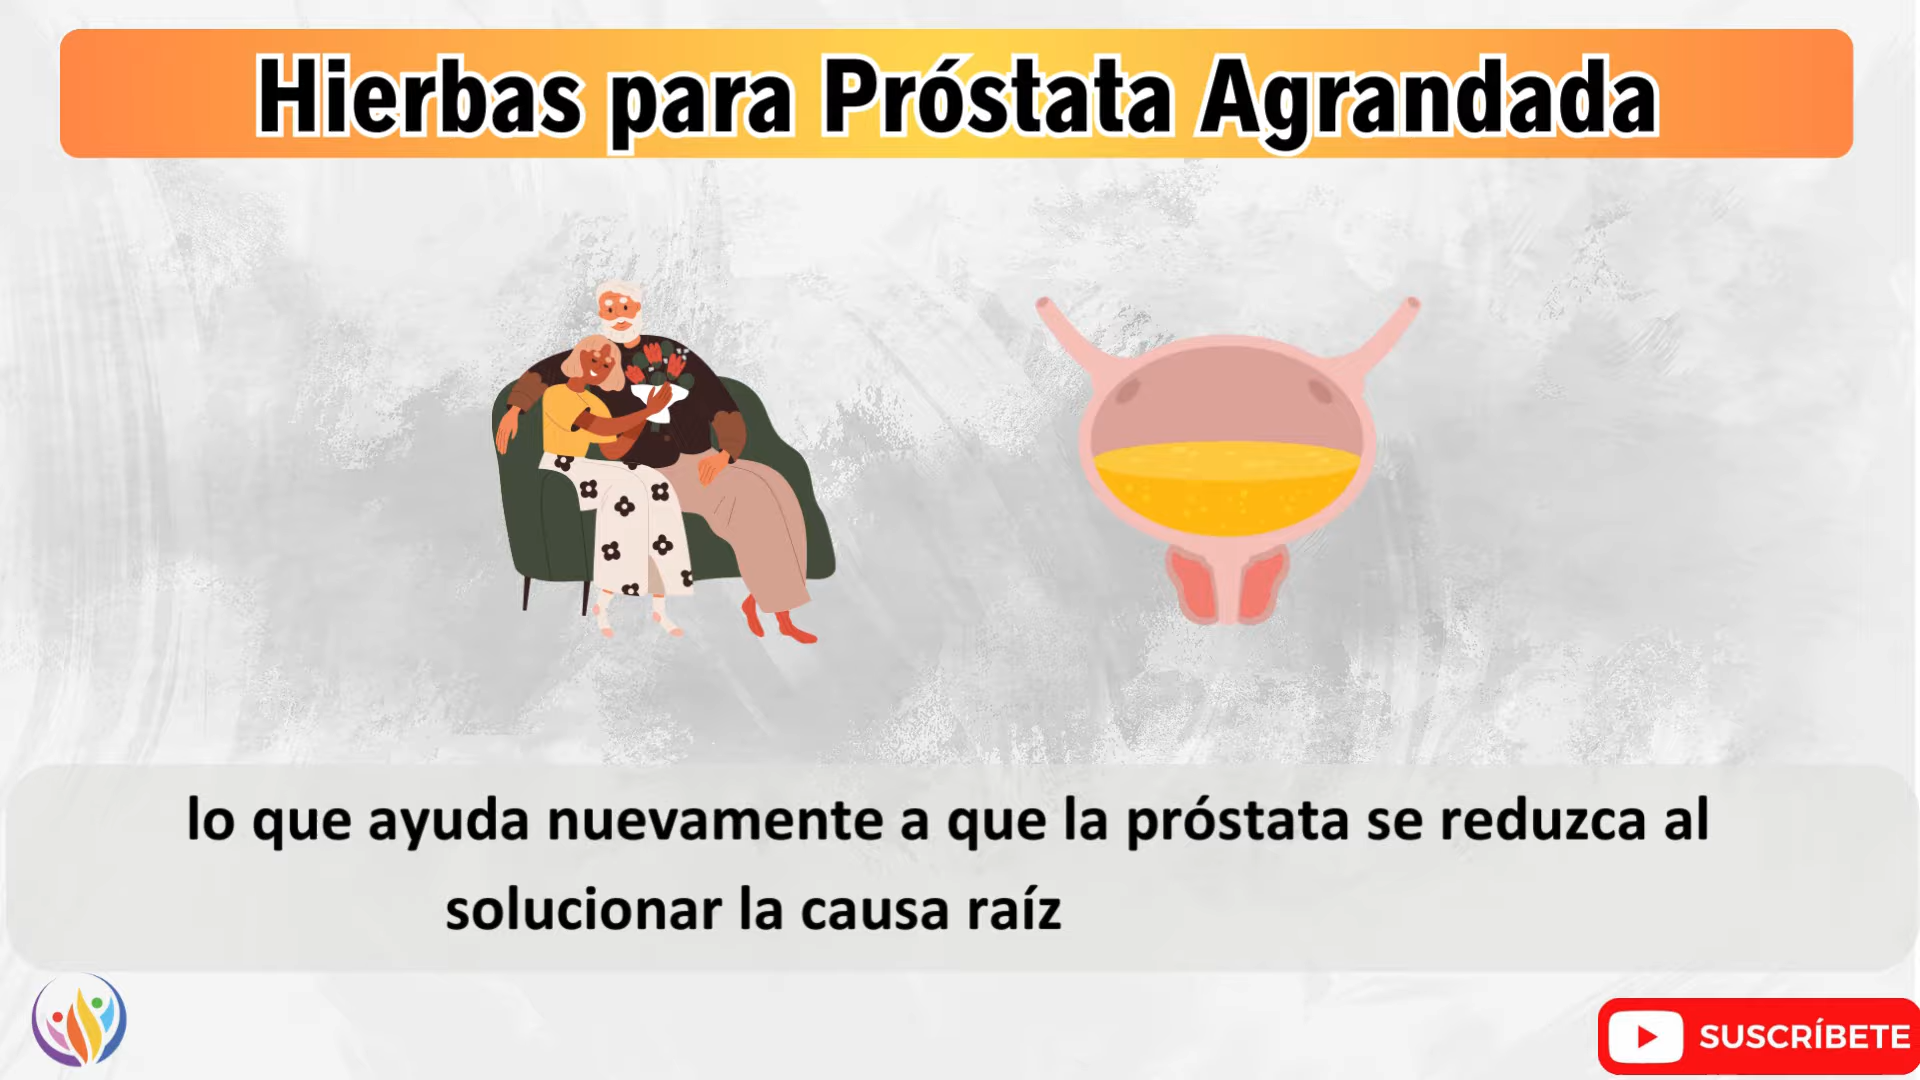 Hierbas para Próstata Agrandada
lo que ayuda nuevamente a que la próstata se reduzca al
solucionar la causa raíz
SUSCRÍBETE